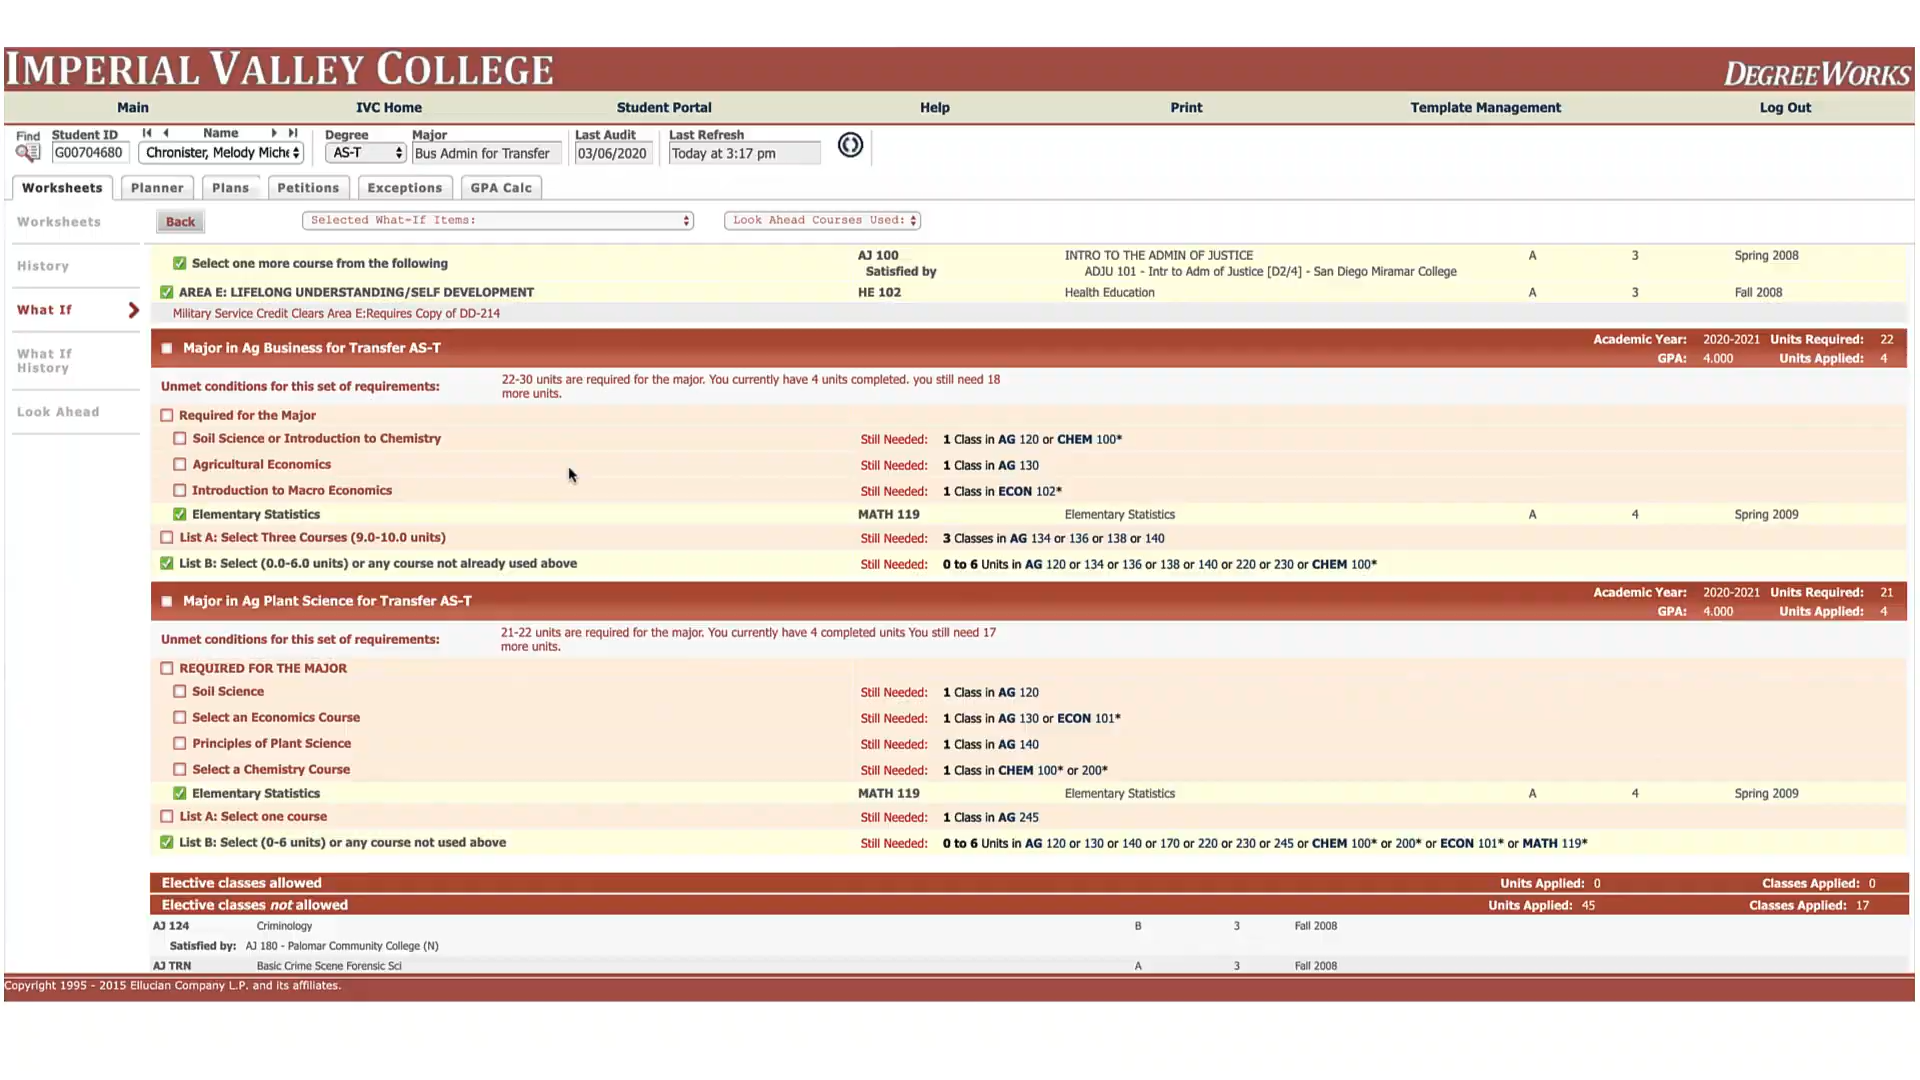 IMPERIAL VALLEY COLLEGE
DEGREEWORKS
Main IVC Home Student Portal Help Print Template Management Log Out
Find Student ID Name Degree Major Last Audit Last Refresh
G00704680 Chronister, Melody Miche AS-T Bus Admin for Transfer 03/06/2020 Today at 3:17 pm
Worksheets Planner Plans Petitions Exceptions GPA Calc
Worksheets
History
What If
What If
History
Look Ahead
Back Selected What-If Items: Look Ahead Courses Used:
Select one more course from the following AJ 100 INTRO TO THE ADMIN OF JUSTICE A 3 Spring 2008
Satisfied by ADJU 101 - Intr to Adm of Justice [D2/4] - San Diego Miramar College
AREA E: LIFELONG UNDERSTANDING/SELF DEVELOPMENT HE 102 Health Education A 3 Fall 2008
Military Service Credit Clears Area E:Requires Copy of DD-214
Major in Ag Business for Transfer AS-T Academic Year: 2020-2021 Units Required: 22
GPA: 4.000 Units Applied: 4
Unmet conditions for this set of requirements: 22-30 units are required for the major. You currently have 4 units completed. you still need 18
more units.
Required for the Major
Soil Science or Introduction to Chemistry Still Needed: 1 Class in AG 120 or CHEM 100*
Agricultural Economics Still Needed: 1 Class in AG 130
Introduction to Macro Economics Still Needed: 1 Class in ECON 102*
Elementary Statistics MATH 119 Elementary Statistics A 4 Spring 2009
List A: Select Three Courses (9.0-10.0 units) Still Needed: 3 Classes in AG 134 or 136 or 138 or 140
List B: Select (0.0-6.0 units) or any course not already used above Still Needed: 0 to 6 Units in AG 120 or 134 or 136 or 138 or 140 or 220 or 230 or CHEM 100*
Major in Ag Plant Science for Transfer AS-T Academic Year: 2020-2021 Units Required: 21
GPA: 4.000 Units Applied: 4
Unmet conditions for this set of requirements: 21-22 units are required for the major. You currently have 4 completed units You still need 17
more units.
REQUIRED FOR THE MAJOR
Soil Science Still Needed: 1 Class in AG 120
Select an Economics Course Still Needed: 1 Class in AG 130 or ECON 101*
Principles of Plant Science Still Needed: 1 Class in AG 140
Select a Chemistry Course Still Needed: 1 Class in CHEM 100* or 200*
Elementary Statistics MATH 119 Elementary Statistics A 4 Spring 2009
List A: Select one course Still Needed: 1 Class in AG 245
List B: Select (0-6 units) or any course not used above Still Needed: 0 to 6 Units in AG 120 or 130 or 140 or 170 or 220 or 230 or 245 or CHEM 100* or 200* or ECON 101* or MATH 119*
Elective classes allowed Units Applied: 0 Classes Applied: 0
Elective classes not allowed Units Applied: 45 Classes Applied: 17
AJ 124 Criminology B 3 Fall 2008
Satisfied by: AJ 180 - Palomar Community College (N)
AJ TRN Basic Crime Scene Forensic Sci A 3 Fall 2008
Copyright 1995 - 2015 Ellucian Company L.P. and its affiliates.